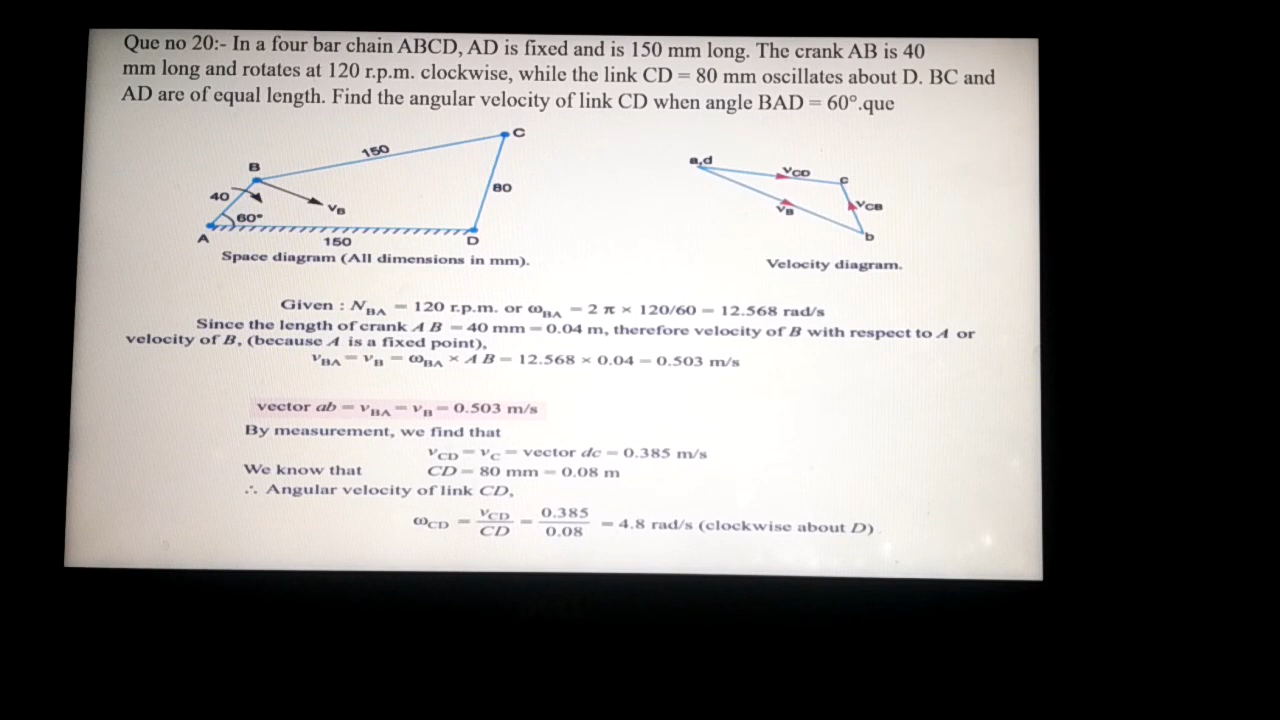 Que no 20:- In a four bar chain ABCD, AD is fixed and is 150 mm long. The crank AB is 40
mm long and rotates at 120 r.p.m. clockwise, while the link CD = 80 mm oscillates about D. BC and
AD are of equal length. Find the angular velocity of link CD when angle BAD = 60°.que
C
150
B
40
80
vB
60°
A
150
D
Space diagram (All dimensions in mm).
a,d
vCD
c
vCB
vB
b
Velocity diagram.
Given : NBA = 120 r.p.m. or ωBA = 2 π × 120/60 = 12.568 rad/s
Since the length of crank A B = 40 mm = 0.04 m, therefore velocity of B with respect to A or
velocity of B, (because A is a fixed point),
vBA = vB = ωBA × A B = 12.568 × 0.04 = 0.503 m/s
vector ab = vBA = vB = 0.503 m/s
By measurement, we find that
vCD = vC = vector dc = 0.385 m/s
We know that CD = 80 mm = 0.08 m
∴ Angular velocity of link CD,
ωCD = vCD/CD = 0.385/0.08 = 4.8 rad/s (clockwise about D)